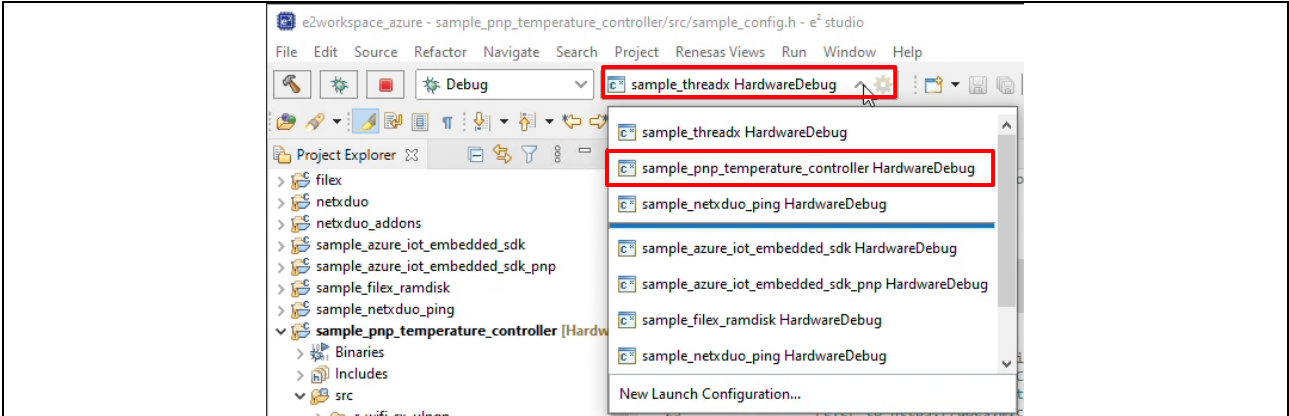 e2workspace_azure - sample_pnp_temperature_controller/src/sample_config.h - e² studio
File Edit Source Refactor Navigate Search Project Renesas Views Run Window Help
Debug
sample_threadx HardwareDebug
sample_threadx HardwareDebug
sample_pnp_temperature_controller HardwareDebug
sample_netxduo_ping HardwareDebug
sample_azure_iot_embedded_sdk HardwareDebug
sample_azure_iot_embedded_sdk_pnp HardwareDebug
sample_filex_ramdisk HardwareDebug
sample_netxduo_ping HardwareDebug
New Launch Configuration...
Project Explorer
filex
netxduo
netxduo_addons
sample_azure_iot_embedded_sdk
sample_azure_iot_embedded_sdk_pnp
sample_filex_ramdisk
sample_netxduo_ping
sample_pnp_temperature_controller [Hardw
Binaries
Includes
src